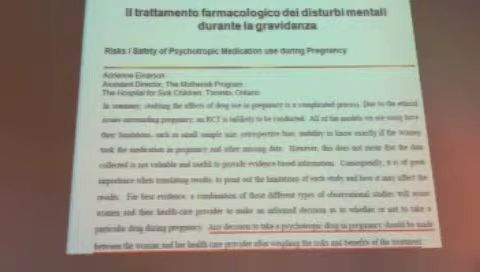 Il trattamento farmacologico dei disturbi mentali
durante la gravidanza
Risks / Safety of Psychotropic Medication use during Pregnancy
Adrienne Einarson
Assistant Director, The Motherisk Program
The Hospital for Sick Children, Toronto, Ontario
In summary, studying the effects of drug use in pregnancy is a complicated process. Due to the ethical
issues surrounding pregnancy, an RCT is unlikely to be conducted. All of the models we are using have
their limitations, such as small sample size, retrospective bias, inability to know exactly if the woman
took the medication in pregnancy and other missing data. However, this does not mean that the data
collected is not valuable and useful to provide evidence based information. Consequently, it is of great
importance when translating results, to point out the limitations of each study and how it may affect the
results. For best evidence, a combination of these different types of observational studies will assist
women and their health-care provider to make an informed decision as to whether or not to take a
particular drug during pregnancy. Any decision to take a psychotropic drug in pregnancy should be made
between the woman and her health care provider after weighing the risks and benefits of the treatment.